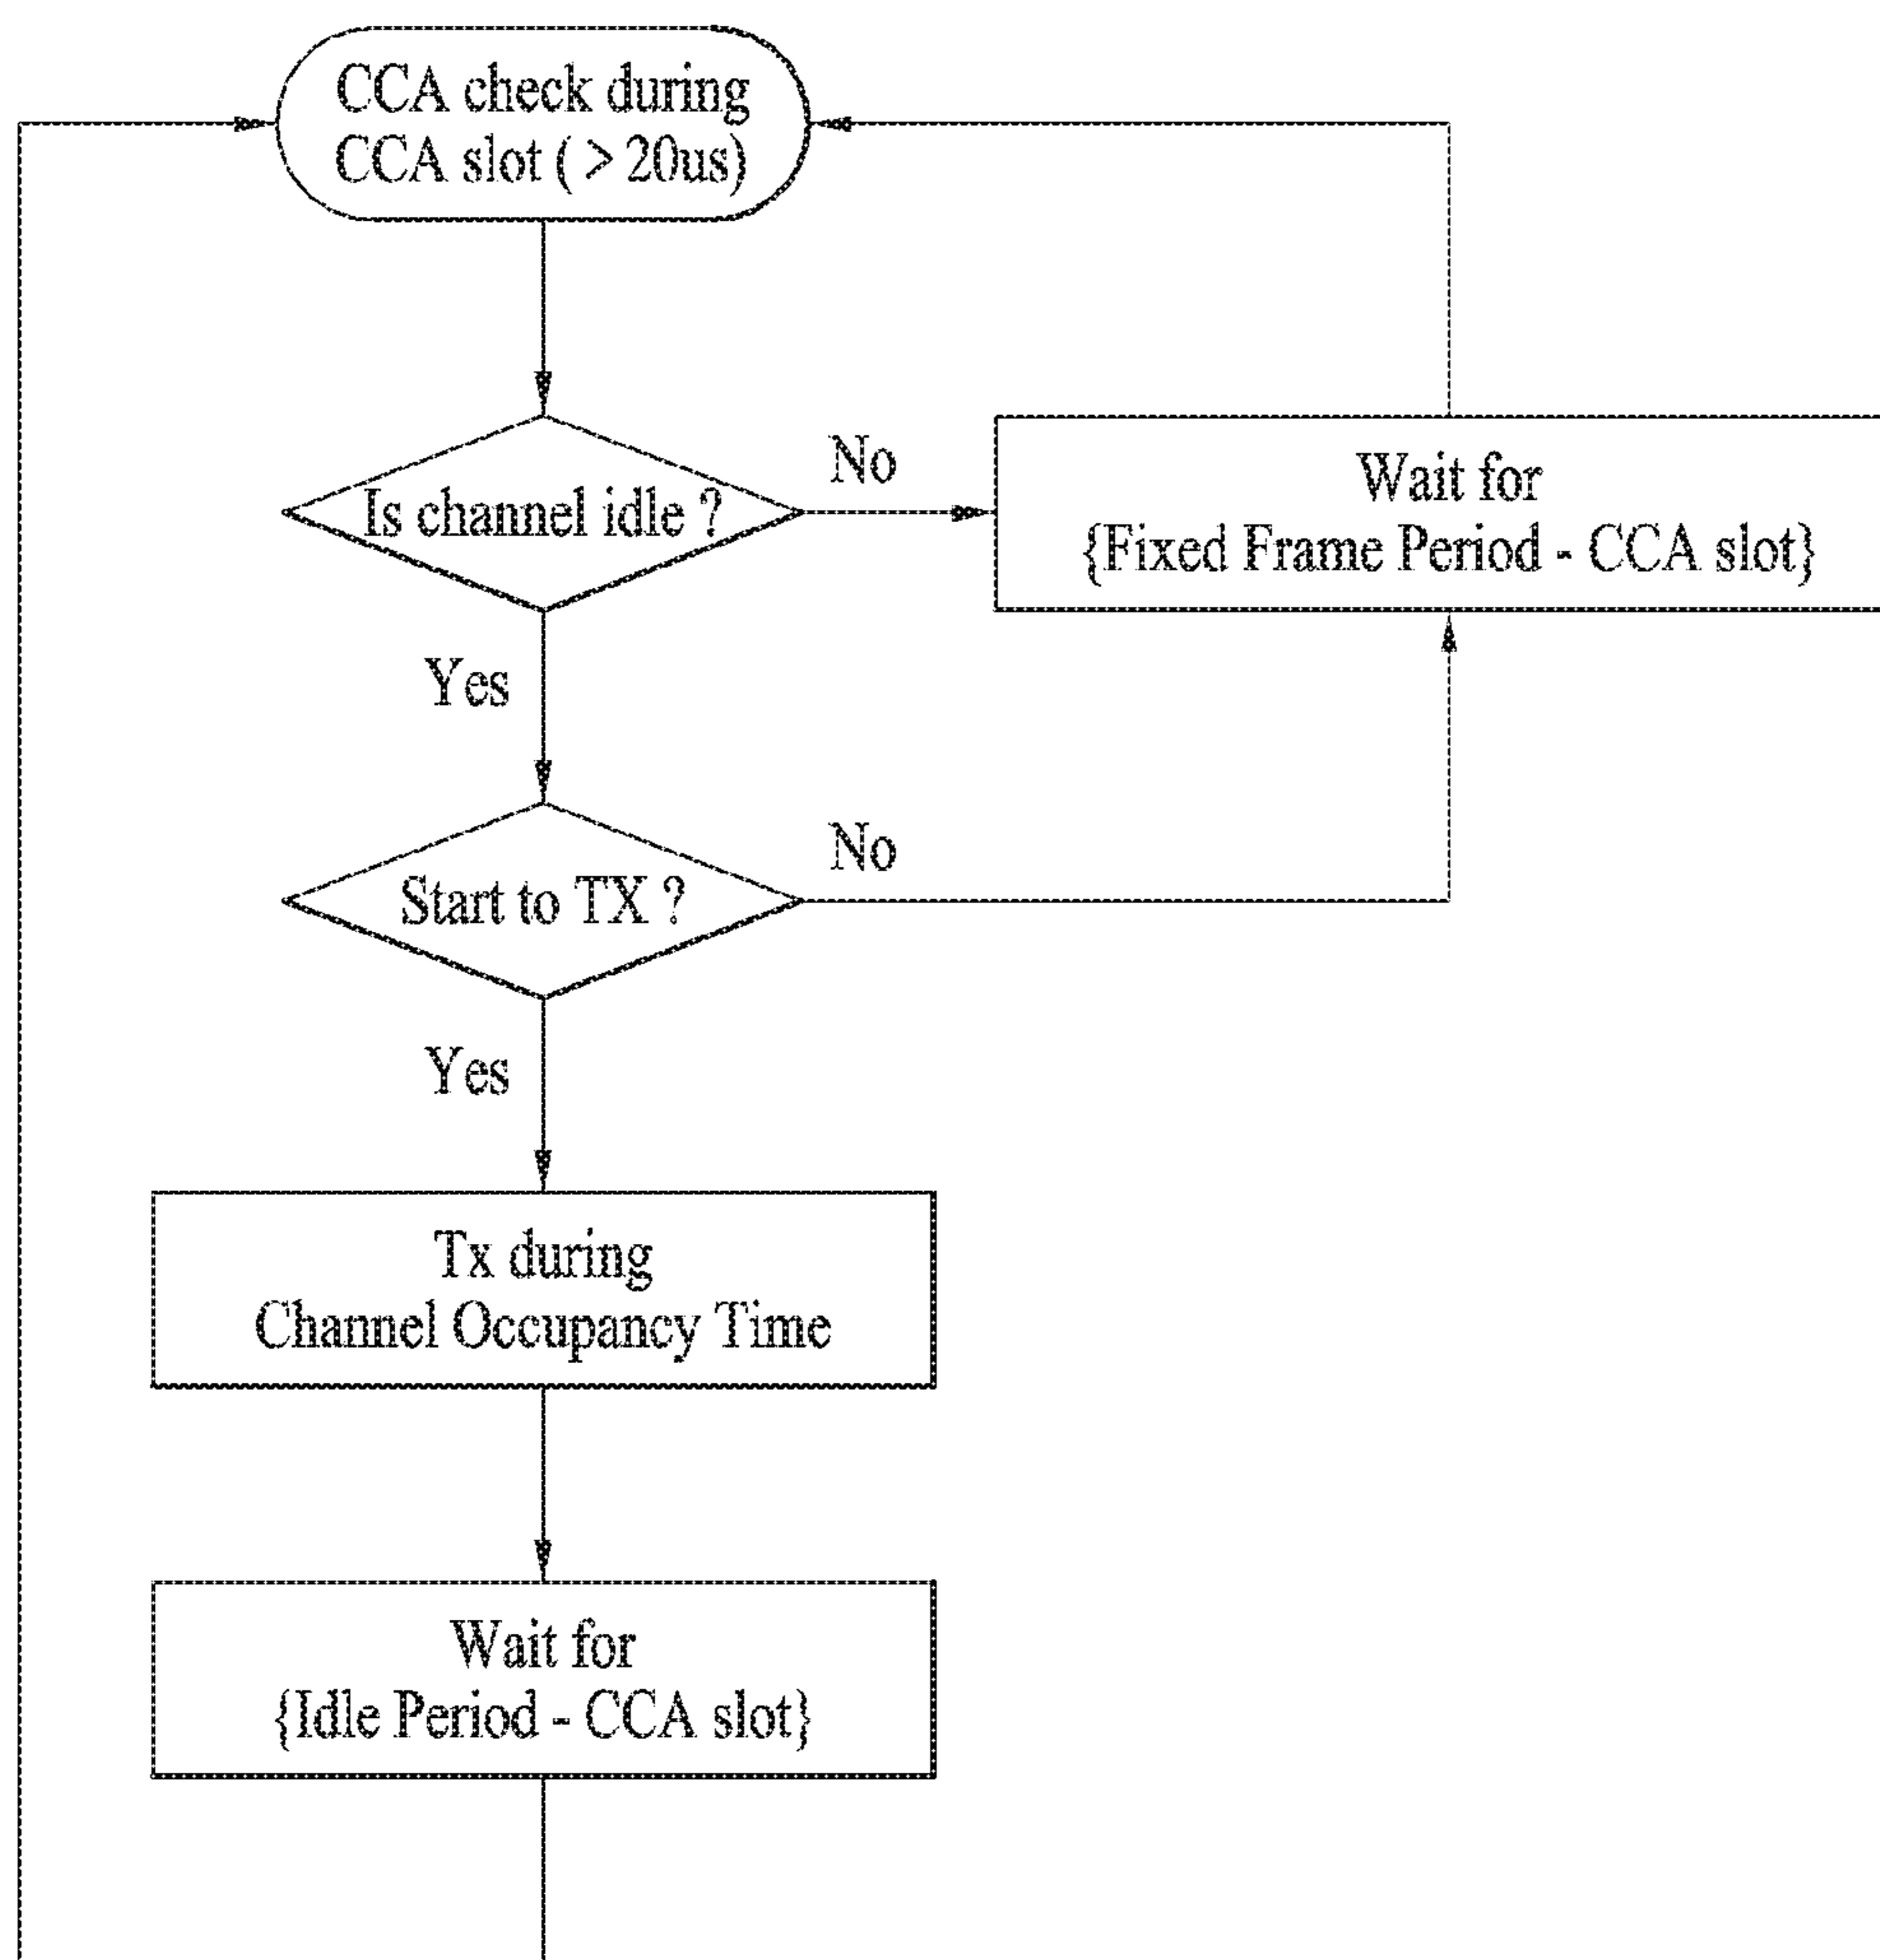 CCA check during
CCA slot ( > 20us)
Is channel idle ?
No
Wait for
{Fixed Frame Period - CCA slot}
Yes
Start to TX ?
No
Yes
Tx during
Channel Occupancy Time
Wait for
{Idle Period - CCA slot}